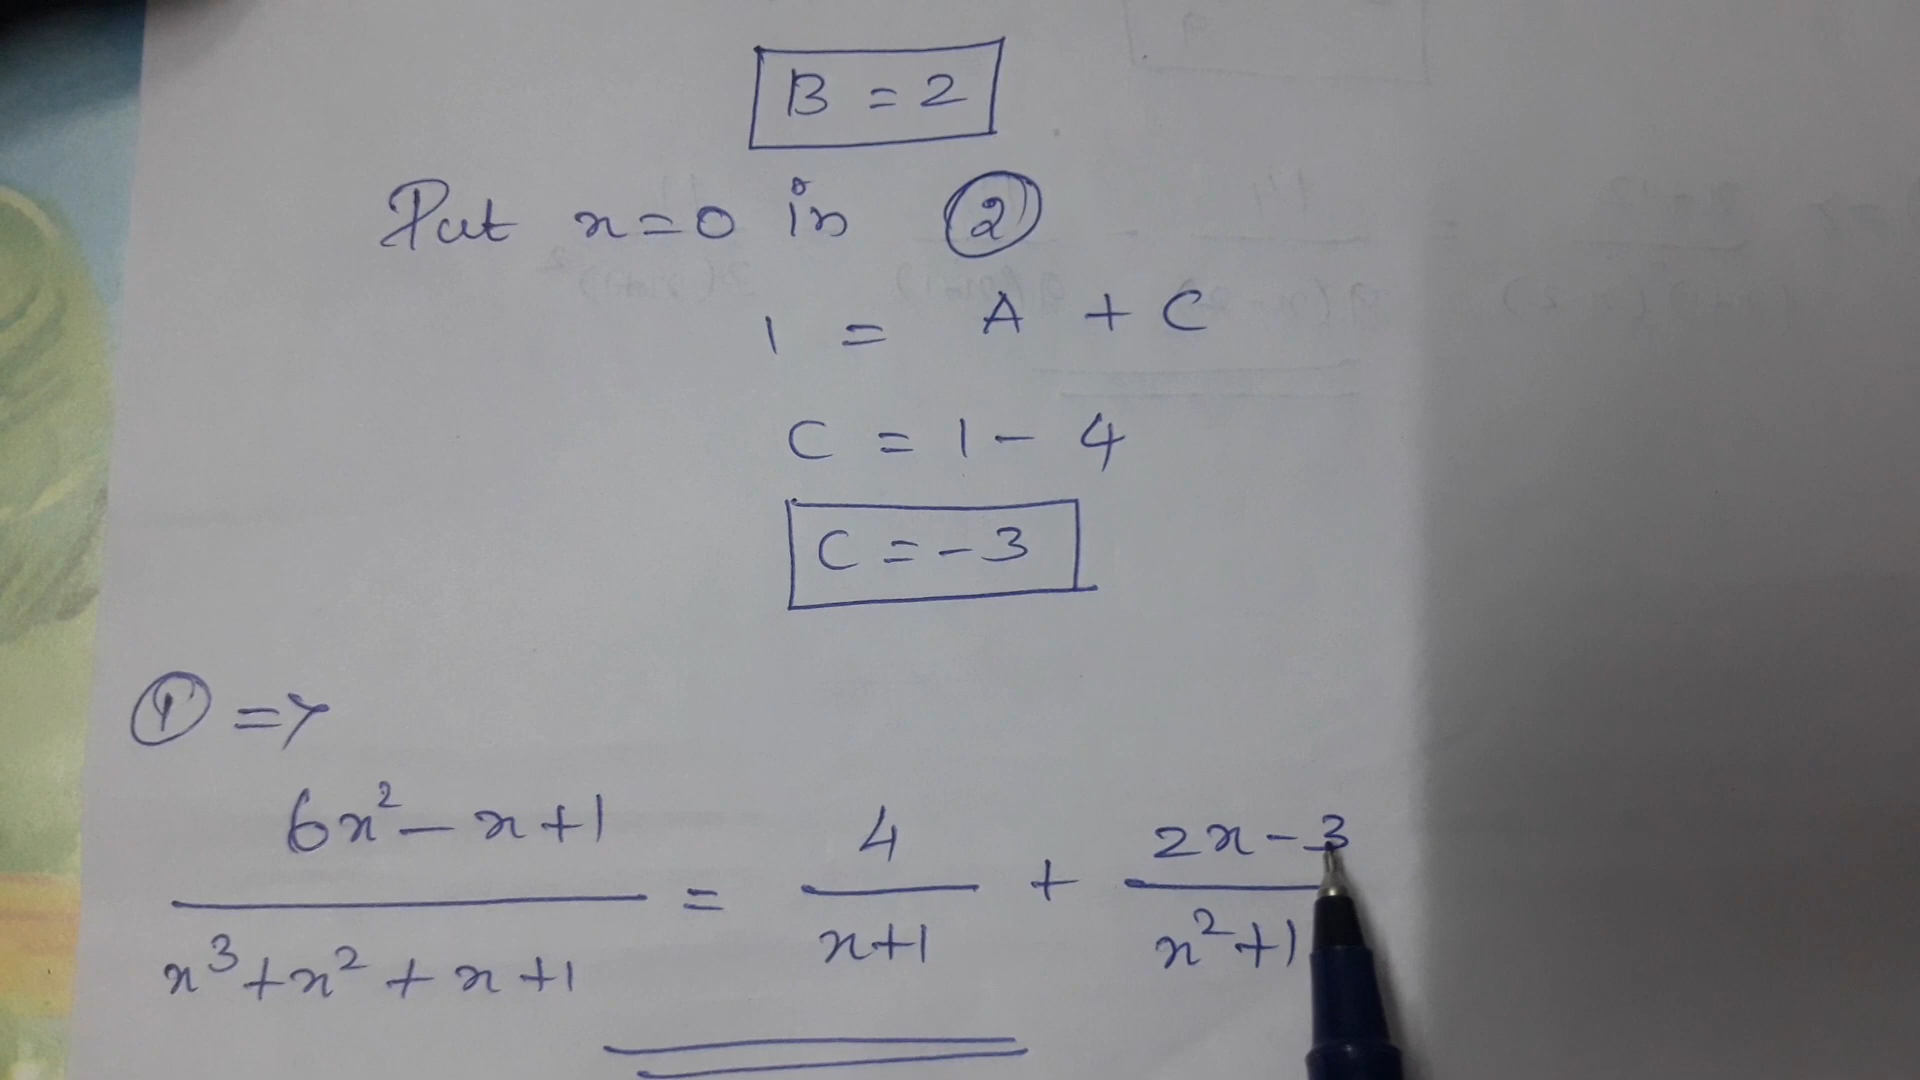 B = 2
Put x=0 in ②
1 = A + C
C = 1 - 4
C = -3
① =>
6x² - x + 1 / x³ + x² + x + 1 = 4 / x+1 + 2x - 3 / x² + 1